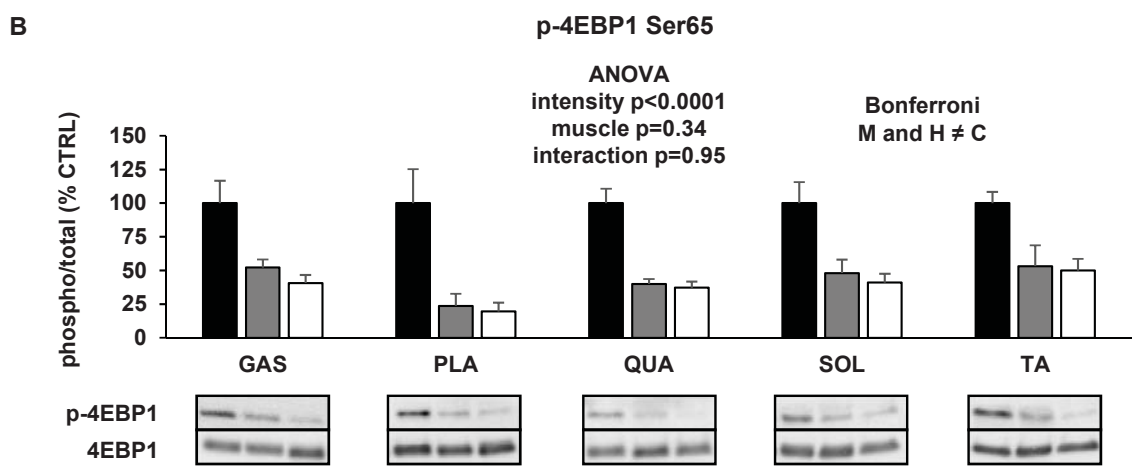 B
p-4EBP1 Ser65
ANOVA
intensity p<0.0001
muscle p=0.34
interaction p=0.95
Bonferroni
M and H ≠ C
phospho/total (% CTRL)
150
125
100
75
50
25
0
GAS PLA QUA SOL TA
p-4EBP1
4EBP1